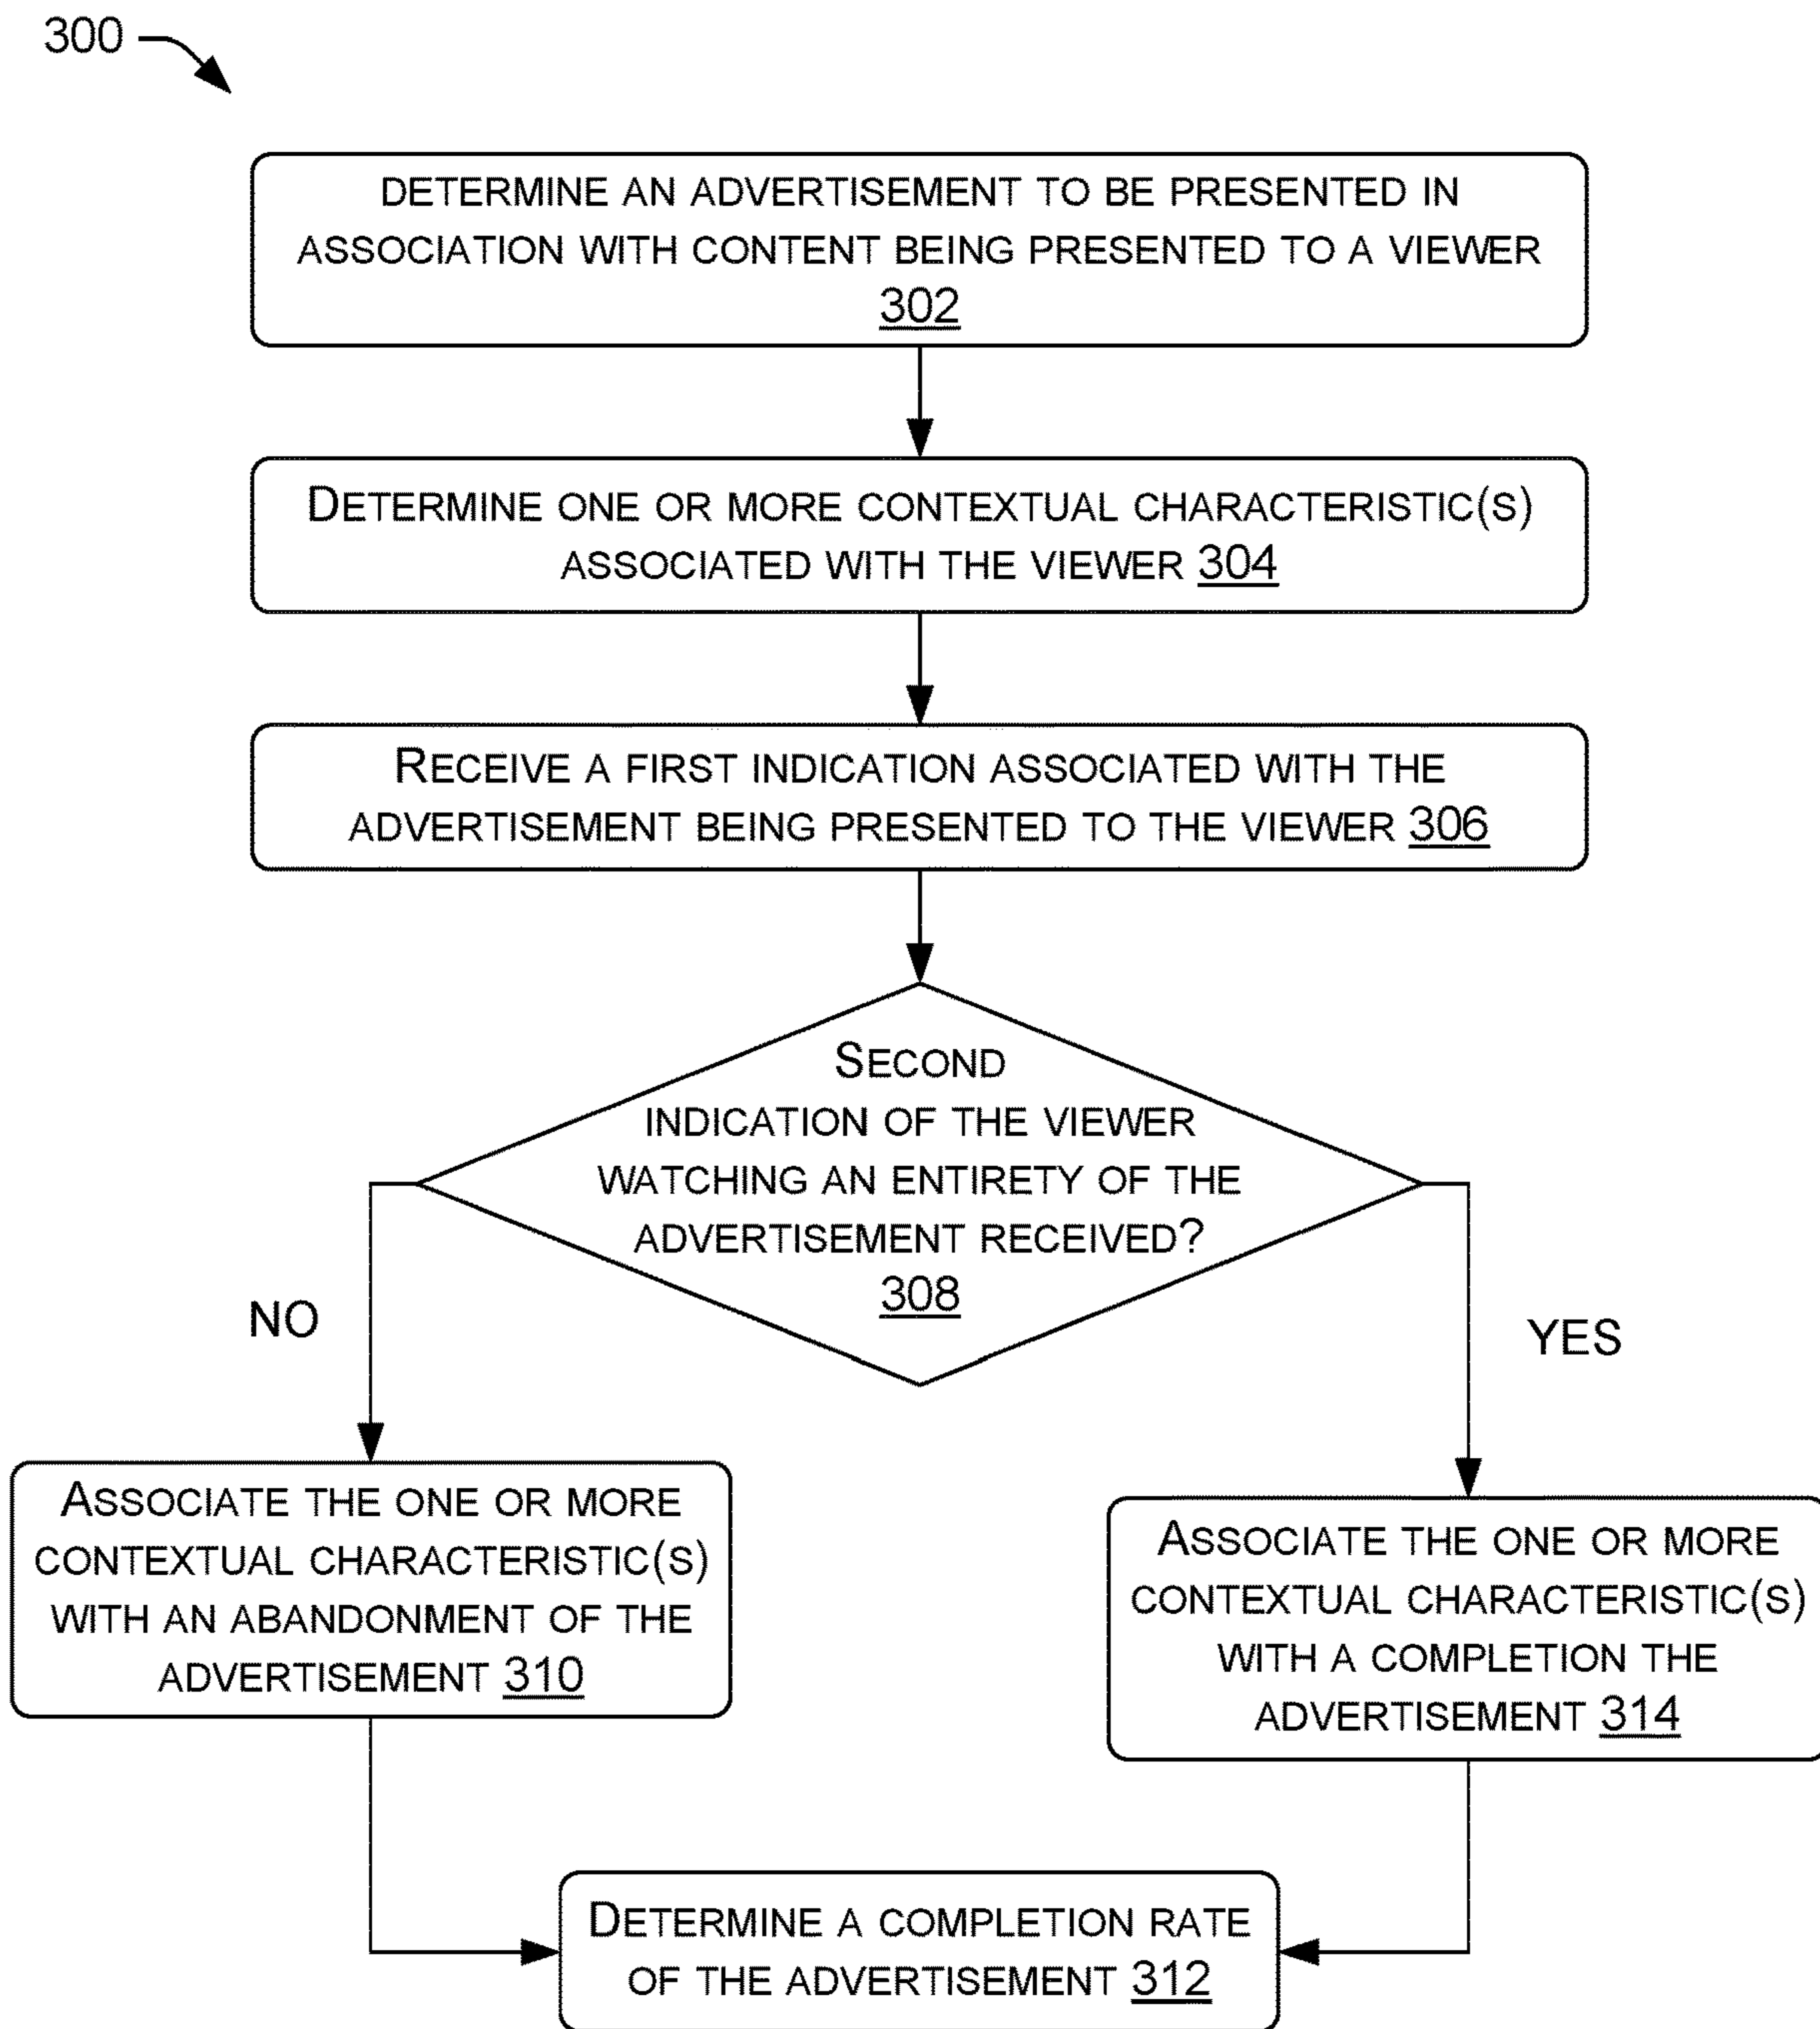 300
DETERMINE AN ADVERTISEMENT TO BE PRESENTED IN
ASSOCIATION WITH CONTENT BEING PRESENTED TO A VIEWER
302
DETERMINE ONE OR MORE CONTEXTUAL CHARACTERISTIC(S)
ASSOCIATED WITH THE VIEWER 304
RECEIVE A FIRST INDICATION ASSOCIATED WITH THE
ADVERTISEMENT BEING PRESENTED TO THE VIEWER 306
SECOND
INDICATION OF THE VIEWER
WATCHING AN ENTIRETY OF THE
ADVERTISEMENT RECEIVED?
308
NO
YES
ASSOCIATE THE ONE OR MORE
CONTEXTUAL CHARACTERISTIC(S)
WITH AN ABANDONMENT OF THE
ADVERTISEMENT 310
ASSOCIATE THE ONE OR MORE
CONTEXTUAL CHARACTERISTIC(S)
WITH A COMPLETION THE
ADVERTISEMENT 314
DETERMINE A COMPLETION RATE
OF THE ADVERTISEMENT 312